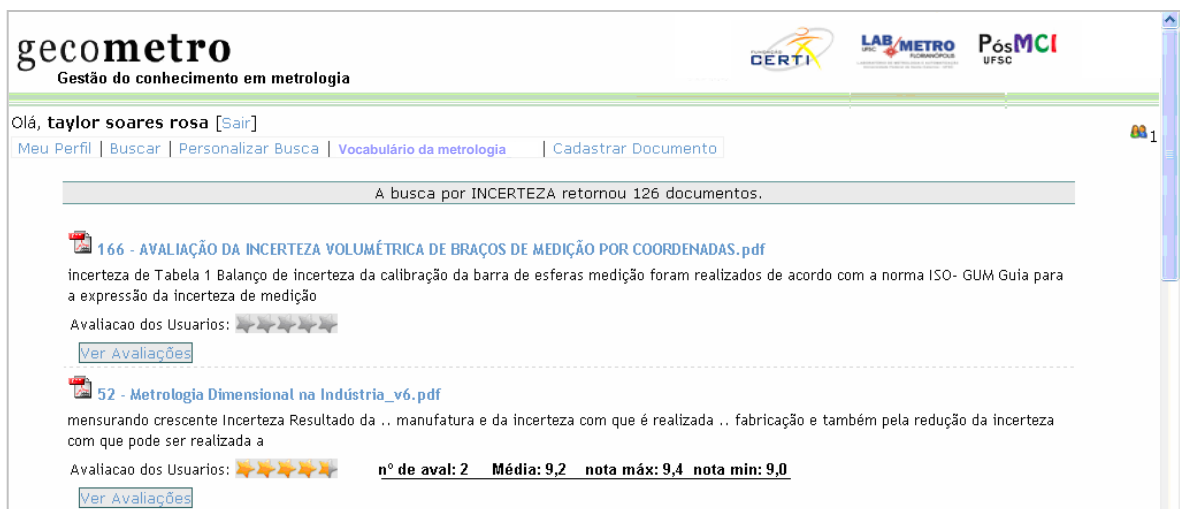 gecometro
Gestão do conhecimento em metrologia
FUNDAÇÃO
CERTI
LABMETRO
UFSC FLORIANÓPOLIS
PósMCI
UFSC
Olá, taylor soares rosa [Sair]
1
Meu Perfil | Buscar | Personalizar Busca | Vocabulário da metrologia | Cadastrar Documento
A busca por INCERTEZA retornou 126 documentos.
166 - AVALIAÇÃO DA INCERTEZA VOLUMÉTRICA DE BRAÇOS DE MEDIÇÃO POR COORDENADAS.pdf
incerteza de Tabela 1 Balanço de incerteza da calibração da barra de esferas medição foram realizados de acordo com a norma ISO- GUM Guia para
a expressão da incerteza de medição
Avaliacao dos Usuarios:
Ver Avaliações
52 - Metrologia Dimensional na Indústria_v6.pdf
mensurando crescente Incerteza Resultado da .. manufatura e da incerteza com que é realizada .. fabricação e também pela redução da incerteza
com que pode ser realizada a
Avaliacao dos Usuarios: nº de aval: 2 Média: 9,2 nota máx: 9,4 nota min: 9,0
Ver Avaliações